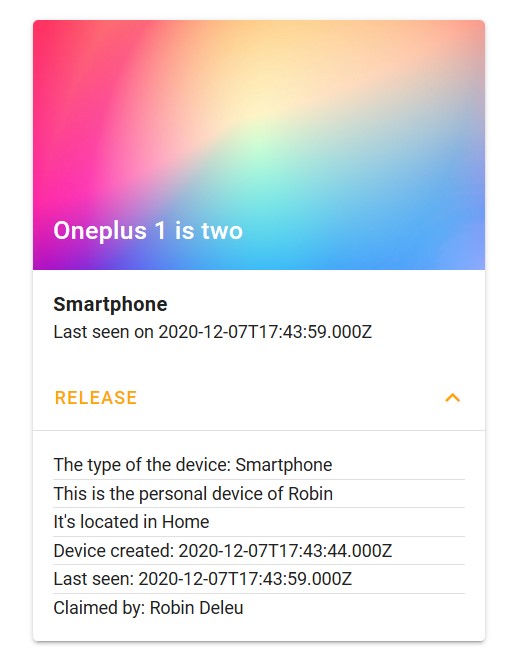 Oneplus 1 is two
Smartphone
Last seen on 2020-12-07T17:43:59.000Z
RELEASE
The type of the device: Smartphone
This is the personal device of Robin
It's located in Home
Device created: 2020-12-07T17:43:44.000Z
Last seen: 2020-12-07T17:43:59.000Z
Claimed by: Robin Deleu